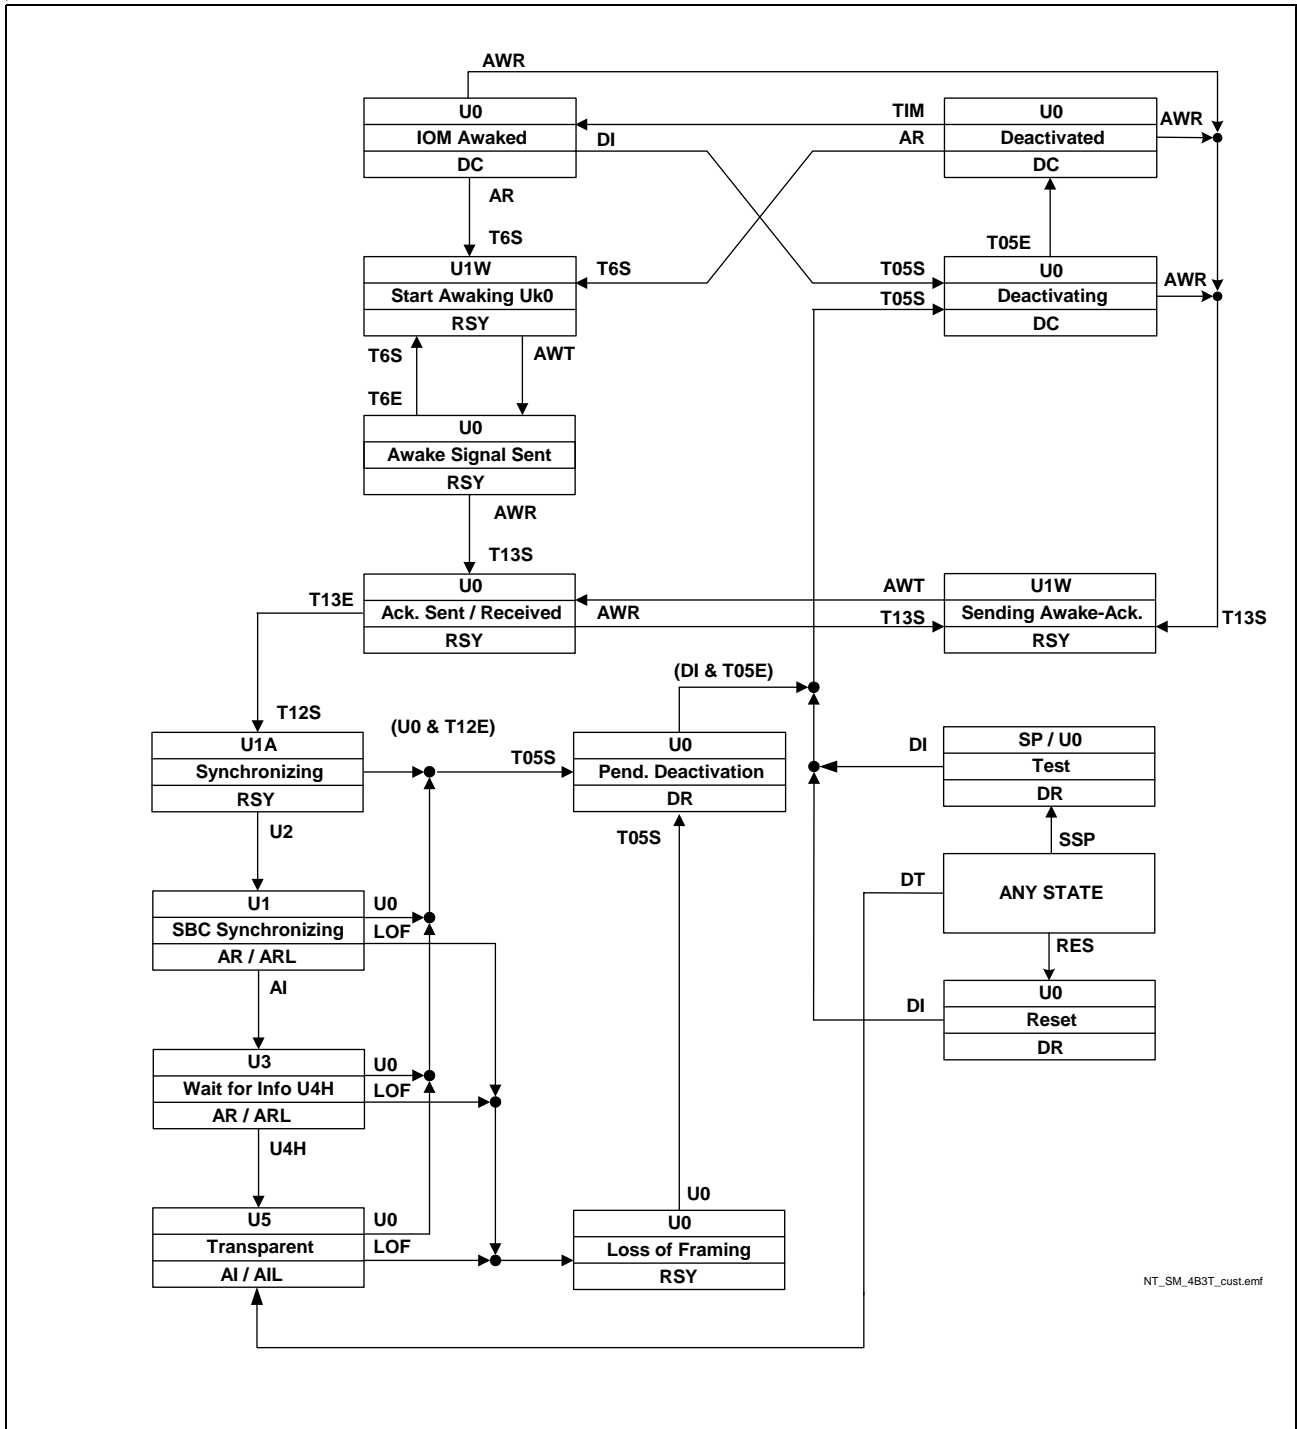 AWR
U0
IOM Awaked
DC
TIM
DI
AR
U0
Deactivated
DC
AWR
AR
T6S
T05E
U1W
Start Awaking Uk0
RSY
T6S
T05S
T05S
U0
Deactivating
DC
AWR
T6S
AWT
T6E
U0
Awake Signal Sent
RSY
AWR
T13S
T13E
U0
Ack. Sent / Received
RSY
AWT
AWR
T13S
U1W
Sending Awake-Ack.
RSY
T13S
(DI & T05E)
T12S
(U0 & T12E)
U1A
Synchronizing
RSY
T05S
U0
Pend. Deactivation
DR
DI
SP / U0
Test
DR
U2
T05S
SSP
DT
ANY STATE
U1
SBC Synchronizing
AR / ARL
U0
LOF
RES
AI
DI
U0
Reset
DR
U3
Wait for Info U4H
AR / ARL
U0
LOF
U4H
U0
U5
Transparent
AI / AIL
U0
LOF
U0
Loss of Framing
RSY
NT_SM_4B3T_cust.emf